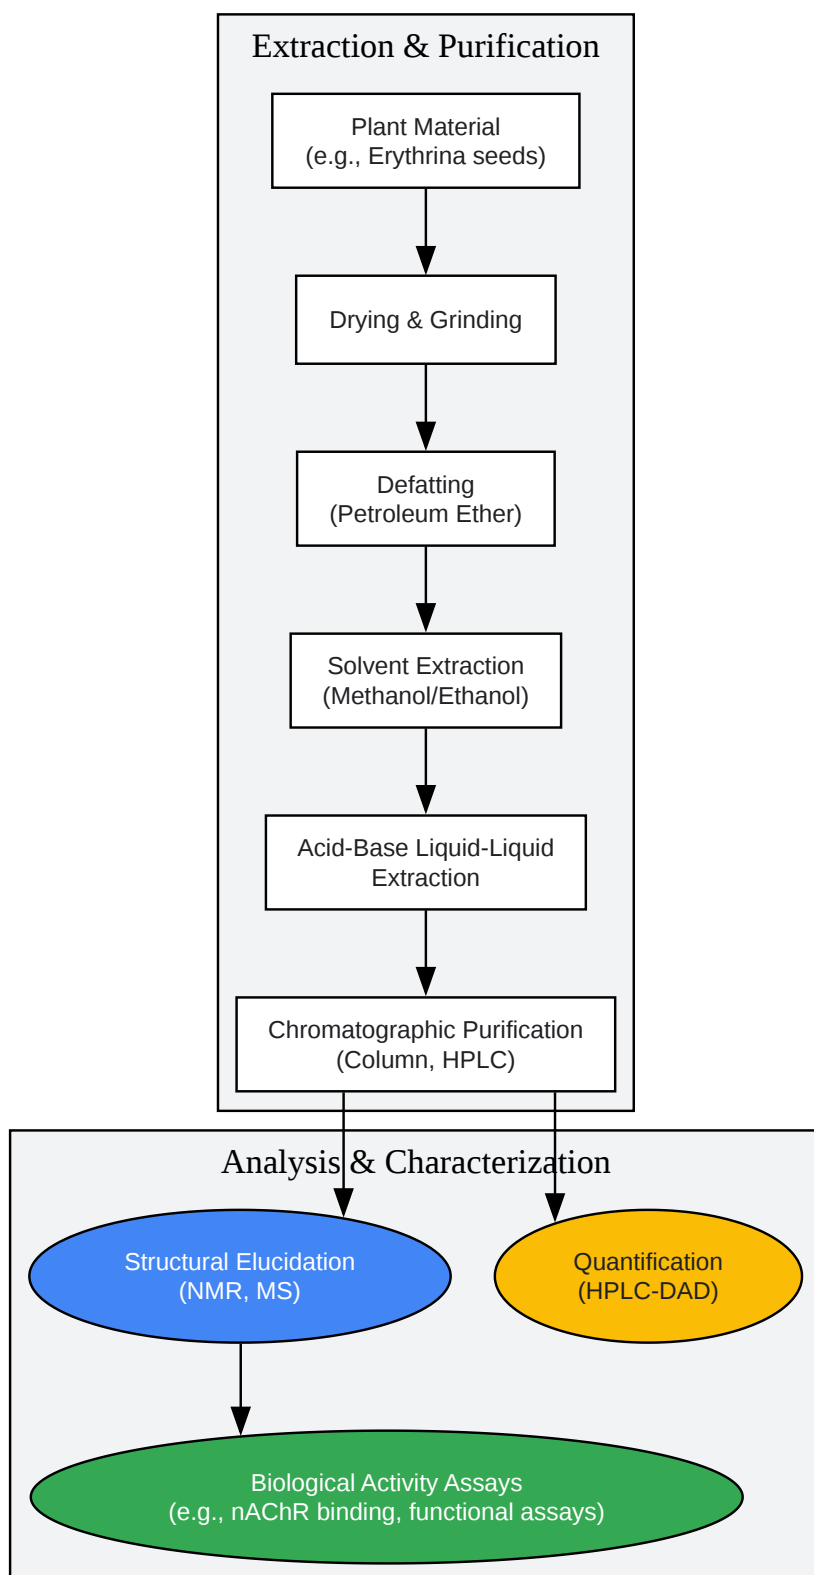 Extraction & Purification
Plant Material
(e.g., Erythrina seeds)
Drying & Grinding
Defatting
(Petroleum Ether)
Solvent Extraction
(Methanol/Ethanol)
Acid-Base Liquid-Liquid
Extraction
Chromatographic Purification
(Column, HPLC)
Analysis & Characterization
Structural Elucidation
(NMR, MS)
Quantification
(HPLC-DAD)
Biological Activity Assays
(e.g., nAChR binding, functional assays)